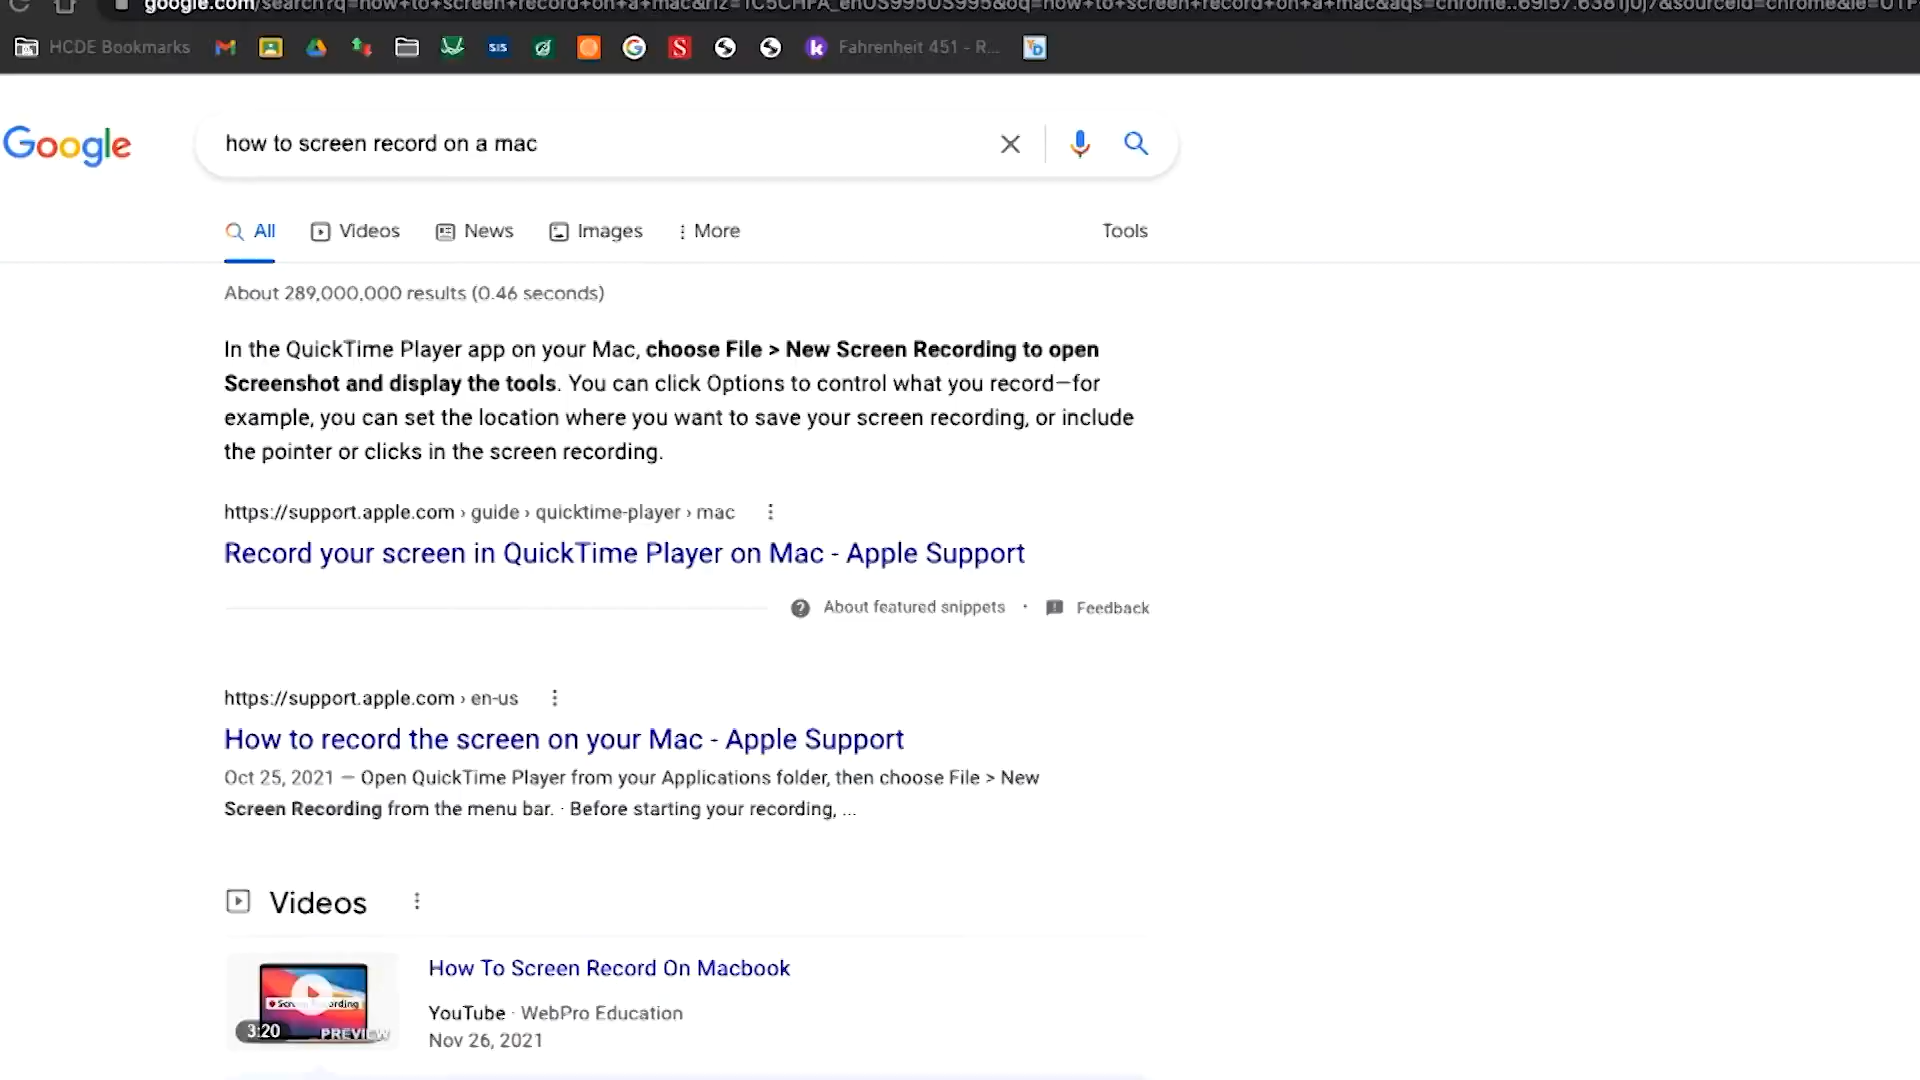 HCDE Bookmarks SIS S k Fahrenheit 451 - R...
Google
how to screen record on a mac
All Videos News Images More Tools
About 289,000,000 results (0.46 seconds)
In the QuickTime Player app on your Mac, choose File > New Screen Recording to open
Screenshot and display the tools. You can click Options to control what you record—for
example, you can set the location where you want to save your screen recording, or include
the pointer or clicks in the screen recording.
https://support.apple.com › guide › quicktime-player › mac
Record your screen in QuickTime Player on Mac - Apple Support
About featured snippets · Feedback
https://support.apple.com › en-us
How to record the screen on your Mac - Apple Support
Oct 25, 2021 — Open QuickTime Player from your Applications folder, then choose File > New
Screen Recording from the menu bar. · Before starting your recording, ...
Videos
How To Screen Record On Macbook
YouTube · WebPro Education
3:20 PREVIEW
Nov 26, 2021